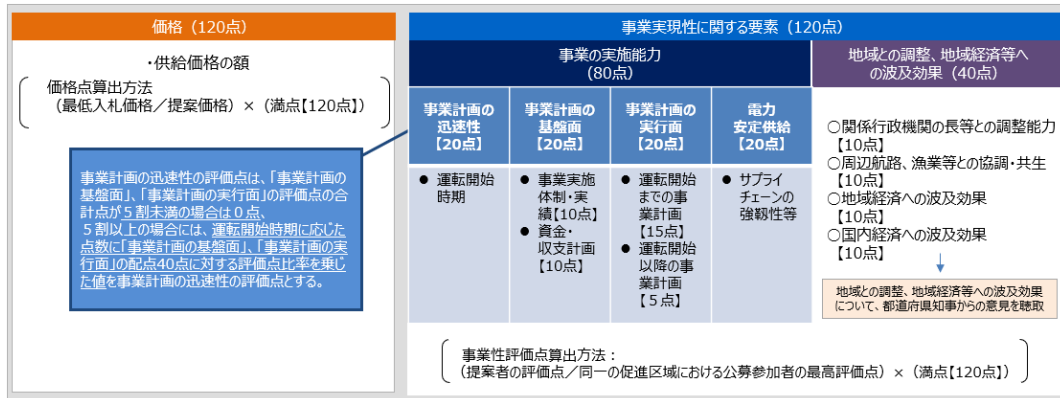 価格（120点）
・供給価格の額
価格点算出方法
（最低入札価格／提案価格）×（満点【120点】）
事業計画の迅速性の評価点は、「事業計画の
基盤面」、「事業計画の実行面」の評価点の合
計点が５割未満の場合は０点、
５割以上の場合には、運転開始時期に応じた
点数に「事業計画の基盤面」、「事業計画の実
行面」の配点40点に対する評価点比率を乗じ
た値を事業計画の迅速性の評価点とする。
事業実現性に関する要素（120点）
事業の実施能力
（80点）
事業計画の
迅速性
【20点】
● 運転開始
時期
事業計画の
基盤面
【20点】
● 事業実施
体制・実
績【10点】
● 資金・
収支計画
【10点】
事業計画の
実行面
【20点】
● 運転開始
までの事
業計画
【15点】
● 運転開始
以降の事
業計画
【５点】
電力
安定供給
【20点】
● サプライ
チェーンの
強靱性等
地域との調整、地域経済等へ
の波及効果（40点）
○関係行政機関の長等との調整能力
【10点】
○周辺航路、漁業等との協調・共生
【10点】
○地域経済への波及効果
【10点】
○国内経済への波及効果
【10点】
地域との調整、地域経済等への波及効果
について、都道府県知事からの意見を聴取
事業性評価点算出方法：
（提案者の評価点／同一の促進区域における公募参加者の最高評価点）×（満点【120点】）